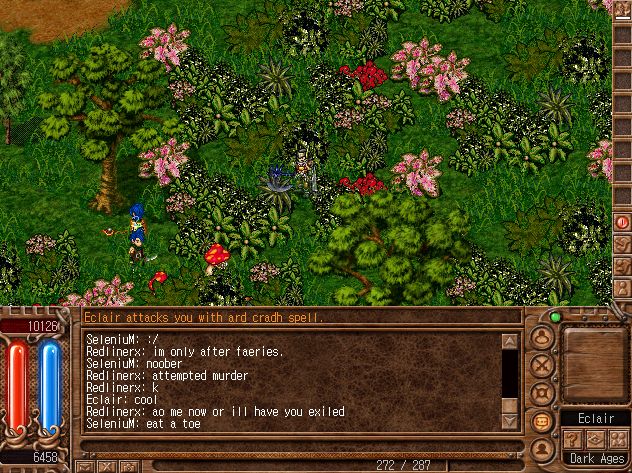 Eclair attacks you with ard cradh spell.
10126
SeleniuM: :/
Redlinerx: im only after faeries.
SeleniuM: noober
Redlinerx: attempted murder
Redlinerx: k
Eclair: cool
Redlinerx: ao me now or ill have you exiled
SeleniuM: eat a toe
Eclair
6458
272 / 287
Dark Ages